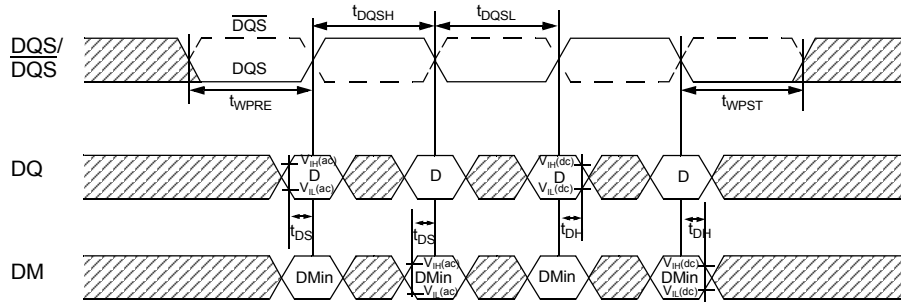 tDQSH tDQSL
DQS
DQS/
DQS
DQS
tWPRE tWPST
DQ
VIH(ac) D VIL(ac)
D
VIH(dc) D VIL(dc)
D
tDS tDS tDH tDH
DM
DMin
VIH(ac) DMin VIL(ac)
DMin
VIH(dc) DMin VIL(dc)